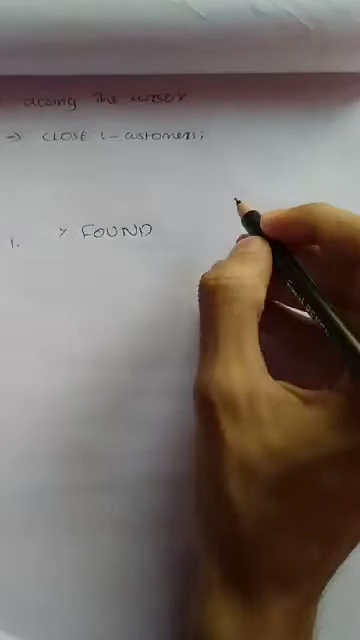 closing the cursor
→ CLOSE c-customers;
1. % FOUND